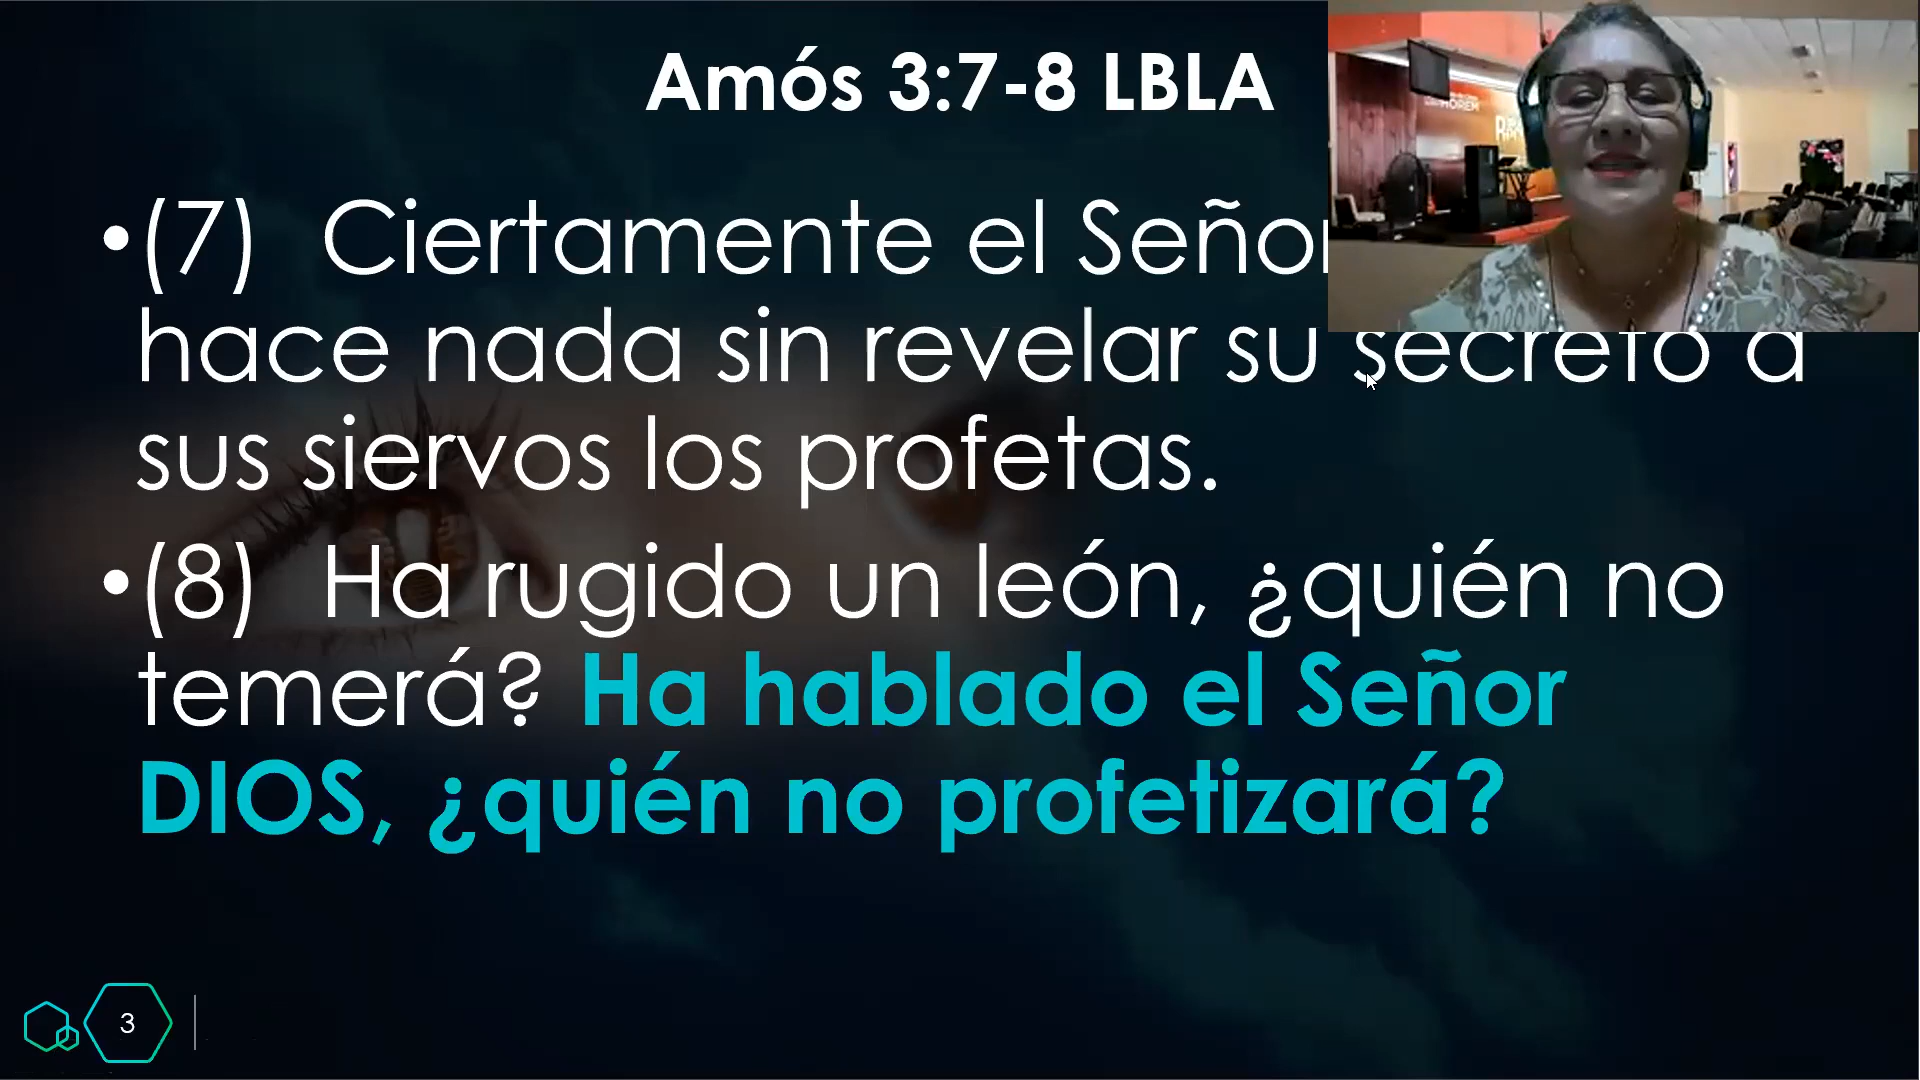 Amós 3:7-8 LBLA
•(7) Ciertamente el Señor
hace nada sin revelar su secreto a
sus siervos los profetas.
•(8) Ha rugido un león, ¿quién no
temerá? Ha hablado el Señor
DIOS, ¿quién no profetizará?
3